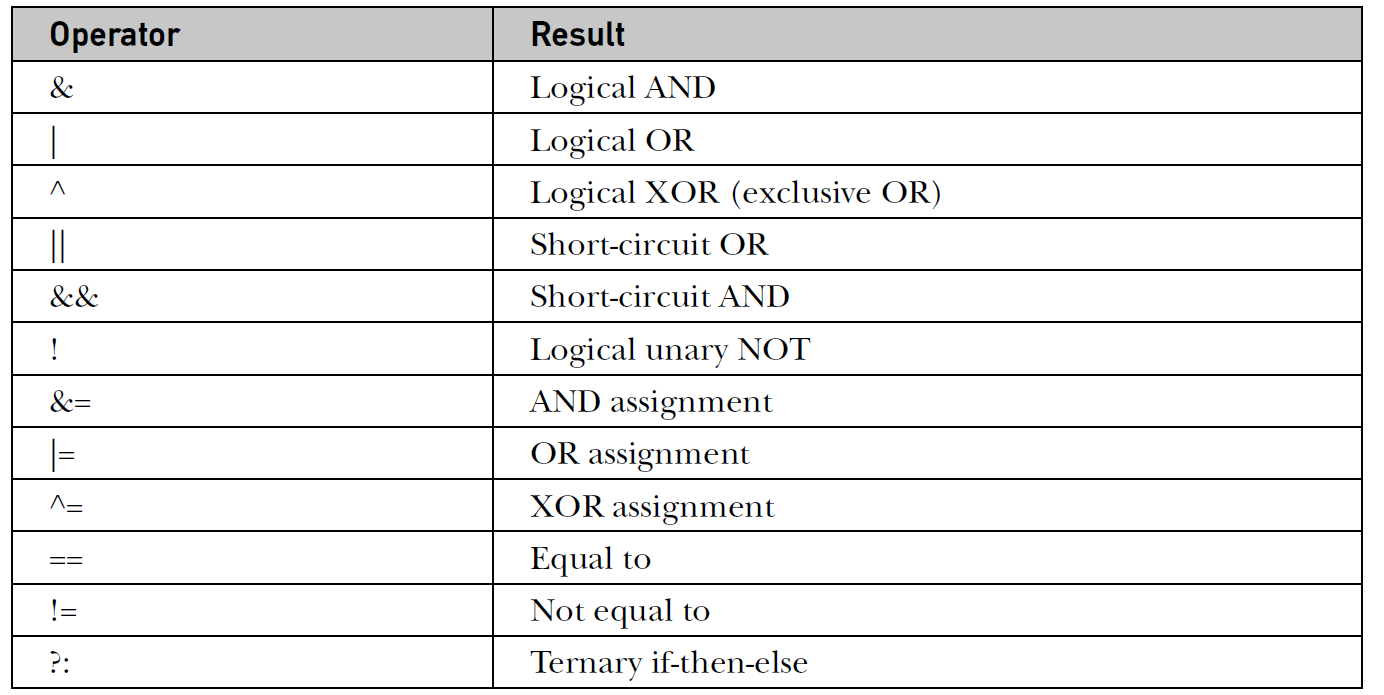 Operator Result
& Logical AND
| Logical OR
^ Logical XOR (exclusive OR)
|| Short-circuit OR
&& Short-circuit AND
! Logical unary NOT
&= AND assignment
|= OR assignment
^= XOR assignment
== Equal to
!= Not equal to
?: Ternary if-then-else